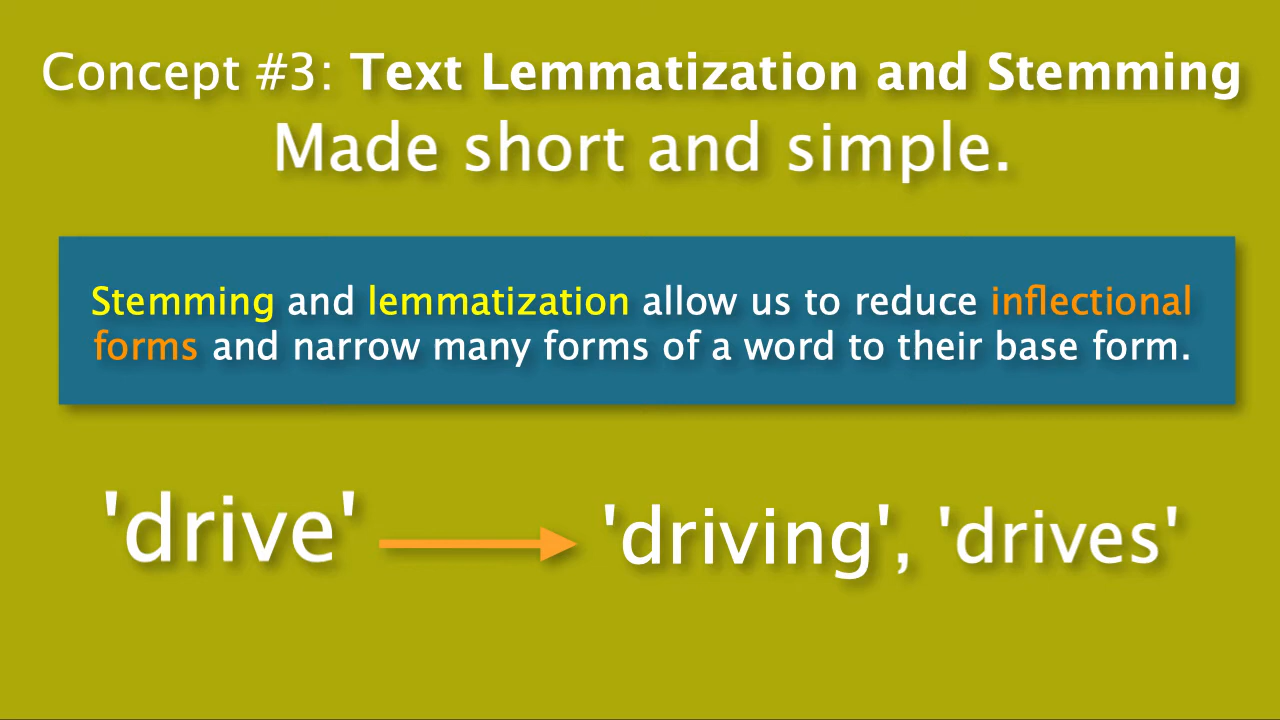 Concept #3: Text Lemmatization and Stemming
Made short and simple.
Stemming and lemmatization allow us to reduce inflectional
forms and narrow many forms of a word to their base form.
'drive' 'driving', 'drives'